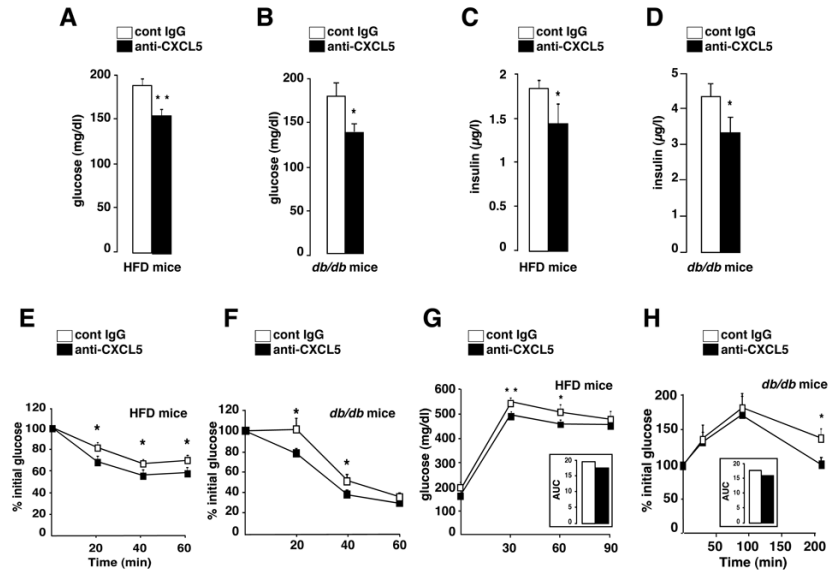 A
cont IgG
anti-CXCL5
glucose (mg/dl)
200
150
100
50
0
**
HFD mice
B
cont IgG
anti-CXCL5
glucose (mg/dl)
200
150
100
50
0
*
db/db mice
C
cont IgG
anti-CXCL5
insulin (µg/l)
2
1.5
1
0.5
0
*
HFD mice
D
cont IgG
anti-CXCL5
insulin (µg/l)
5
4
3
2
1
0
*
db/db mice
E
cont IgG
anti-CXCL5
HFD mice
% initial glucose
120
100
80
60
40
20
0
* * *
20 40 60
Time (min)
F
cont IgG
anti-CXCL5
db/db mice
% initial glucose
120
100
80
60
40
20
0
*
*
20 40 60
G
cont IgG
anti-CXCL5
HFD mice
glucose (mg/dl)
600
500
400
300
200
100
0
** *
AUC
20
15
10
5
0
30 60 90
H
cont IgG
anti-CXCL5
db/db mice
% initial glucose
200
150
100
50
0
*
AUC
20
15
10
5
0
50 100 150 200
Time (min)